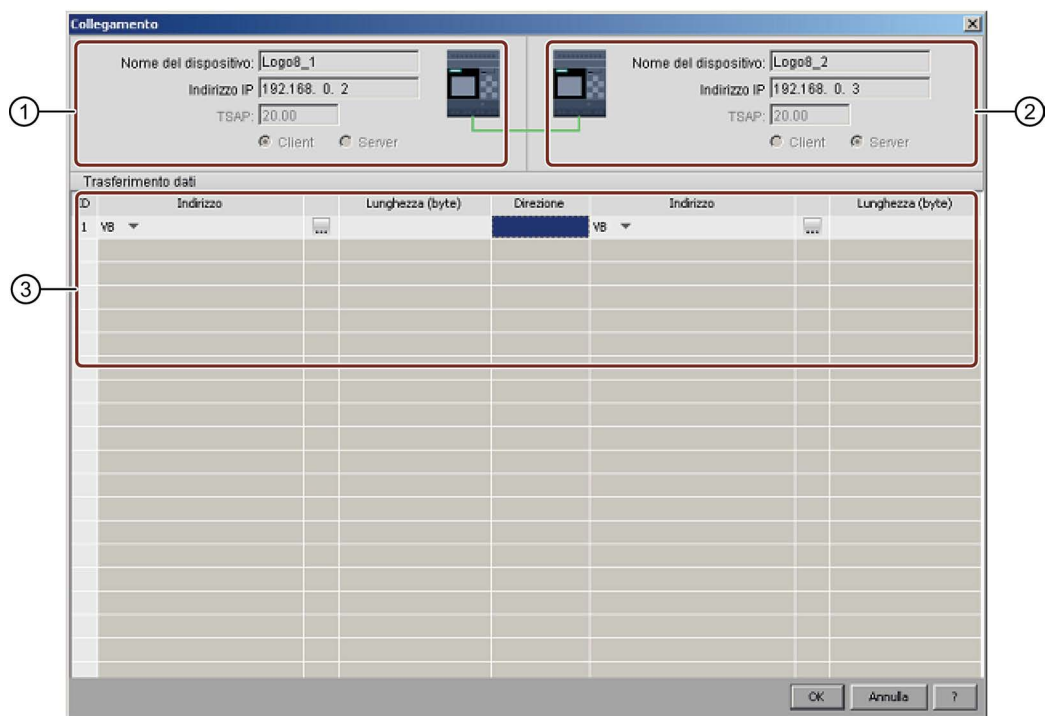 Collegamento
Nome del dispositivo: Logo8_1
Indirizzo IP 192.168. 0. 2
TSAP: 20.00
Client Server
Nome del dispositivo: Logo8_2
Indirizzo IP 192.168. 0. 3
TSAP: 20.00
Client Server
1
2
Trasferimento dati
ID Indirizzo Lunghezza (byte) Direzione Indirizzo Lunghezza (byte)
1 VB ... VB ...
3
OK Annulla ?